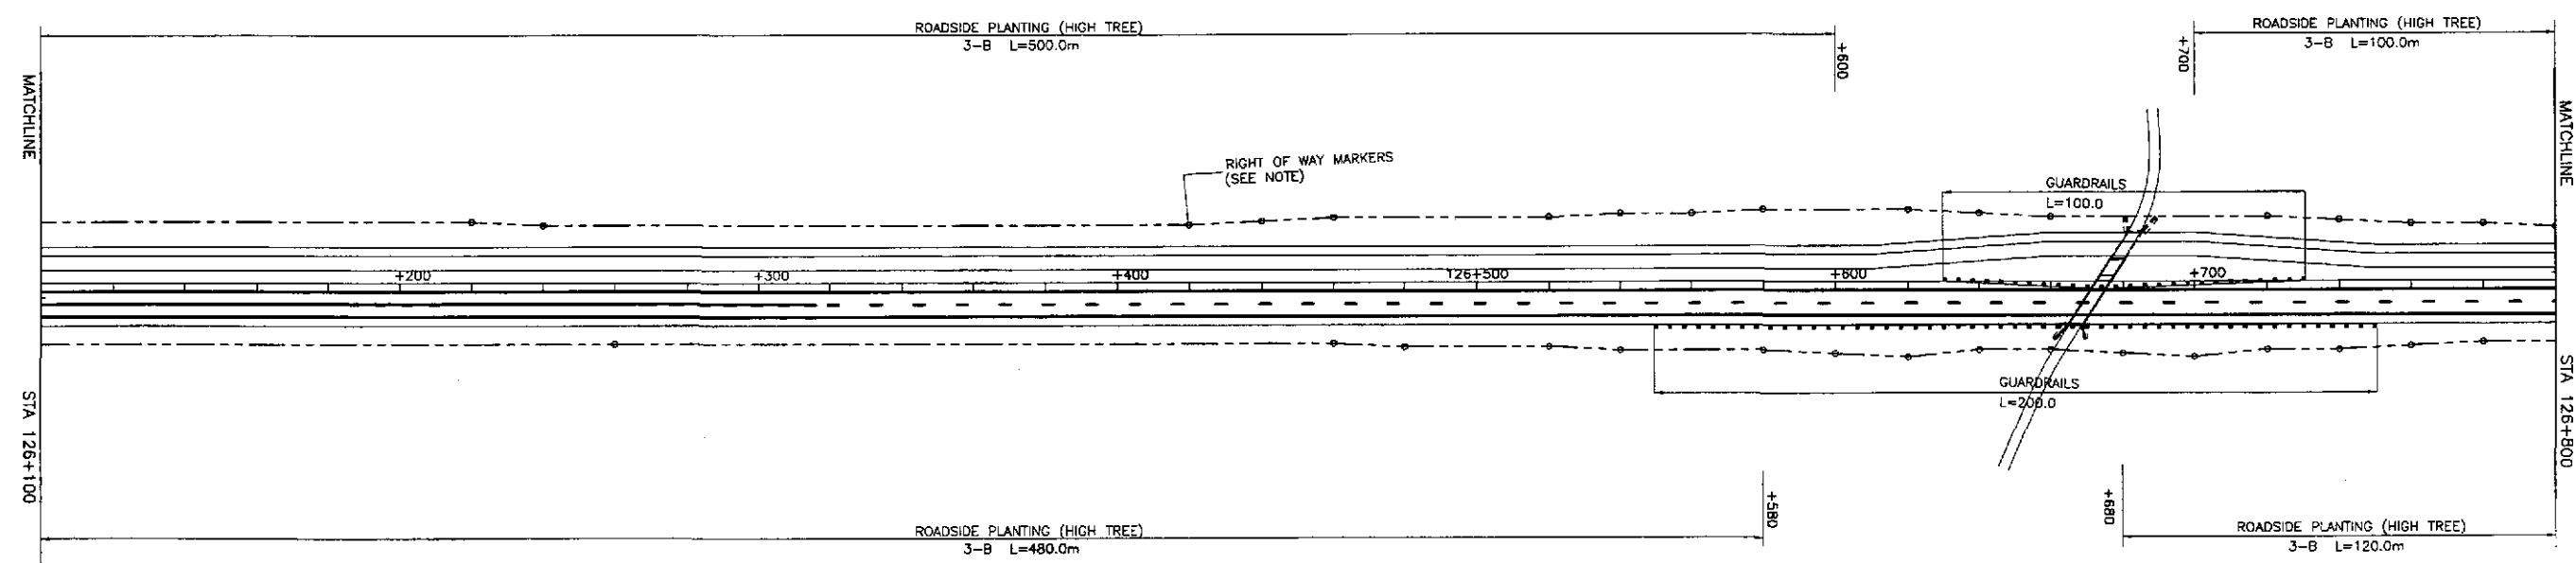 ROADSIDE PLANTING (HIGH TREE)
3-B L=500.0m
ROADSIDE PLANTING (HIGH TREE)
3-B L=100.0m
+600
+700
MATCHLINE
MATCHLINE
RIGHT OF WAY MARKERS
(SEE NOTE)
GUARDRAILS
L=100.0
+200
+300
+400
126+500
+600
+700
GUARDRAILS
L=200.0
STA 126+100
STA 126+800
+580
+680
ROADSIDE PLANTING (HIGH TREE)
3-B L=480.0m
ROADSIDE PLANTING (HIGH TREE)
3-B L=120.0m